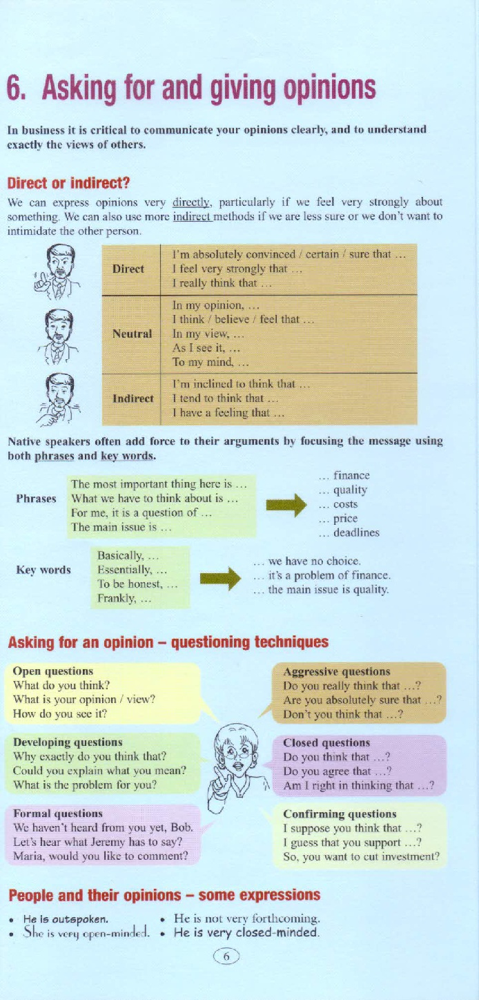 6. Asking for and giving opinions
In business it is critical to communicate your opinions clearly, and to understand
exactly the views of others.
Direct or indirect?
We can express opinions very directly, particularly if we feel very strongly about
something. We can also use more indirect methods if we are less sure or we don't want to
intimidate the other person.
Direct
I'm absolutely convinced / certain / sure that ...
I feel very strongly that ...
I really think that ...
Neutral
In my opinion, ...
I think / believe / feel that ...
In my view, ...
As I see it, ...
To my mind, ...
Indirect
I'm inclined to think that ...
I tend to think that ...
I have a feeling that ...
Native speakers often add force to their arguments by focusing the message using
both phrases and key words.
Phrases
The most important thing here is ...
What we have to think about is ...
For me, it is a question of ...
The main issue is ...
... finance
... quality
... costs
... price
... deadlines
Key words
Basically, ...
Essentially, ...
To be honest, ...
Frankly, ...
... we have no choice.
... it's a problem of finance.
... the main issue is quality.
Asking for an opinion – questioning techniques
Open questions
What do you think?
What is your opinion / view?
How do you see it?
Aggressive questions
Do you really think that ...?
Are you absolutely sure that ...?
Don't you think that ...?
Developing questions
Why exactly do you think that?
Could you explain what you mean?
What is the problem for you?
Closed questions
Do you think that ...?
Do you agree that ...?
Am I right in thinking that ...?
Formal questions
We haven't heard from you yet, Bob.
Let's hear what Jeremy has to say?
Maria, would you like to comment?
Confirming questions
I suppose you think that ...?
I guess that you support ...?
So, you want to cut investment?
People and their opinions – some expressions
• He is outspoken.
• He is not very forthcoming.
• She is very open-minded.
• He is very closed-minded.
6